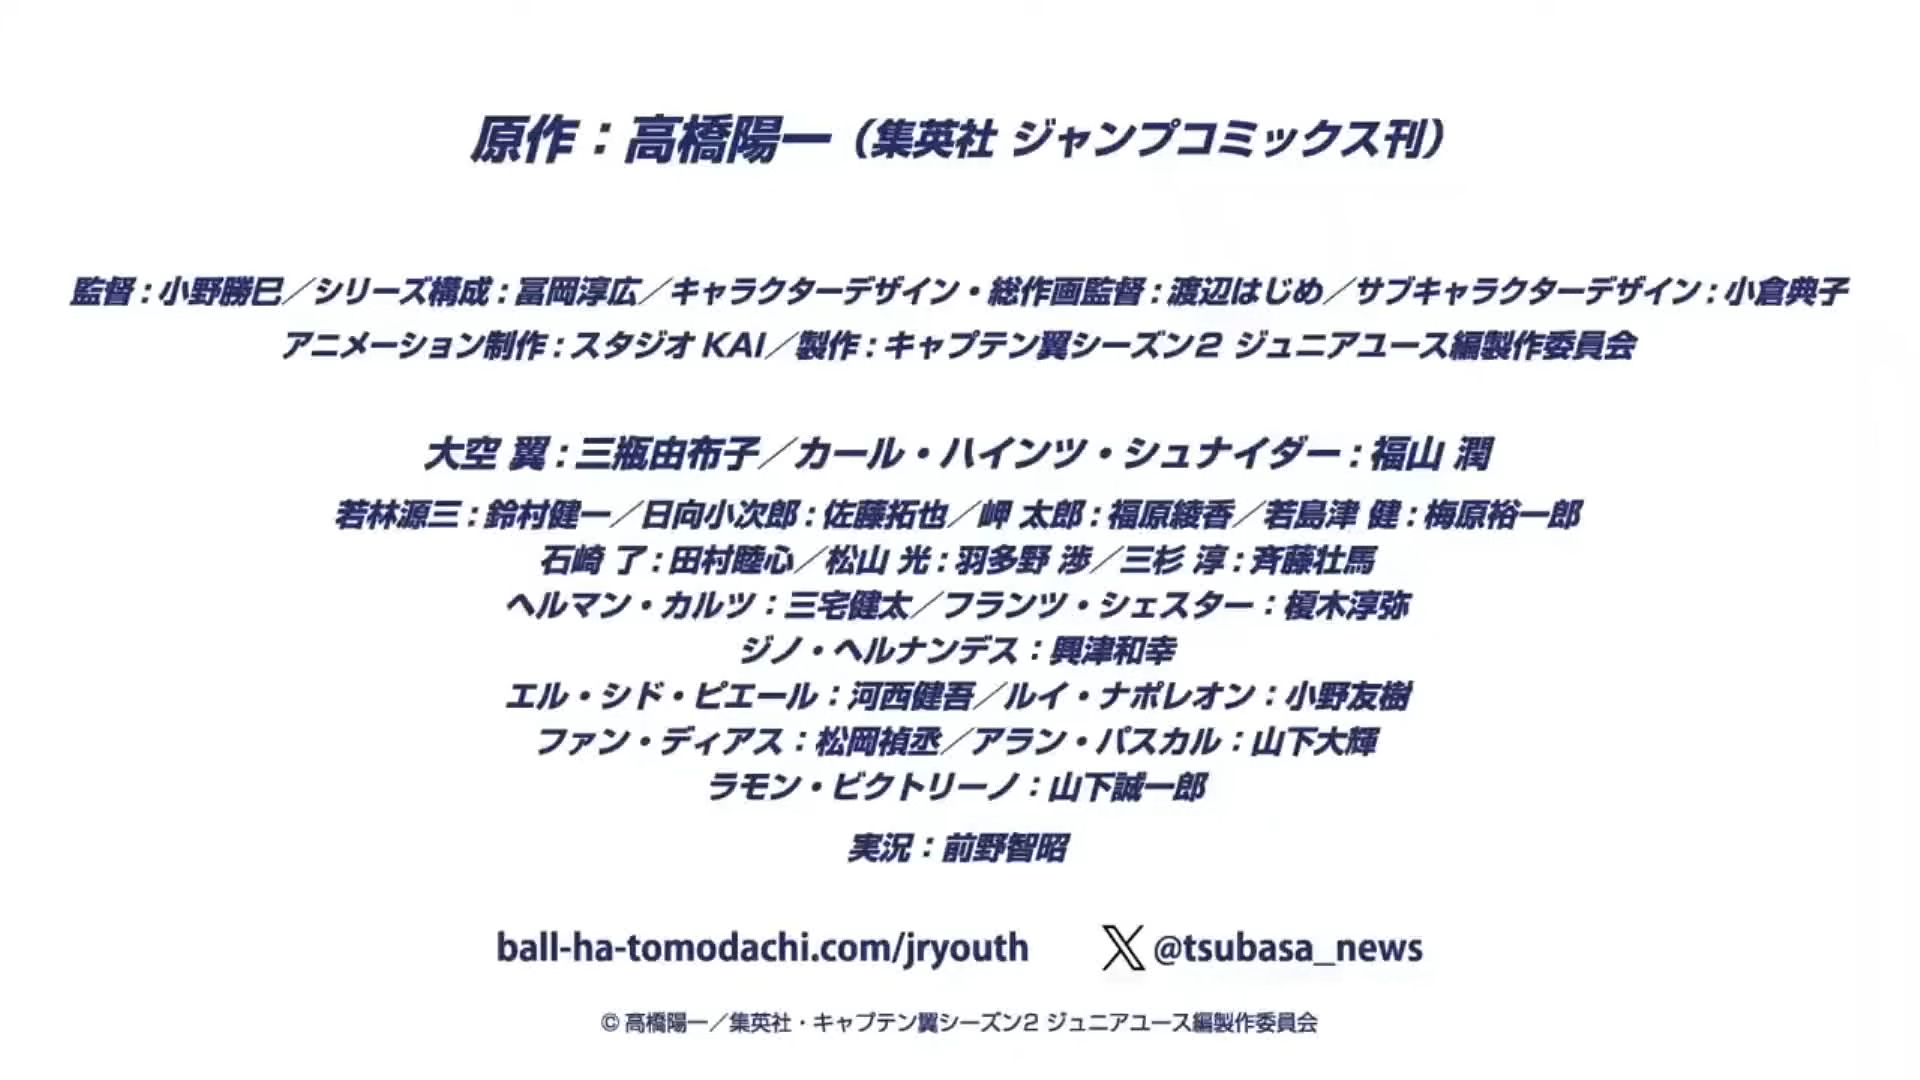 原作：高橋陽一（集英社 ジャンプコミックス刊）
監督：小野勝巳／シリーズ構成：冨岡淳広／キャラクターデザイン・総作画監督：渡辺はじめ／サブキャラクターデザイン：小倉典子
アニメーション制作：スタジオKAI／製作：キャプテン翼シーズン2 ジュニアユース編製作委員会
大空 翼：三瓶由布子／カール・ハインツ・シュナイダー：福山 潤
若林源三：鈴村健一／日向小次郎：佐藤拓也／岬 太郎：福原綾香／若島津 健：梅原裕一郎
石崎 了：田村睦心／松山 光：羽多野 渉／三杉 淳：斉藤壮馬
ヘルマン・カルツ：三宅健太／フランツ・シェスター：榎木淳弥
ジノ・ヘルナンデス：興津和幸
エル・シド・ピエール：河西健吾／ルイ・ナポレオン：小野友樹
ファン・ディアス：松岡禎丞／アラン・パスカル：山下大輝
ラモン・ビクトリーノ：山下誠一郎
実況：前野智昭
ball-ha-tomodachi.com/jryouth X @tsubasa_news
© 高橋陽一／集英社・キャプテン翼シーズン2 ジュニアユース編製作委員会